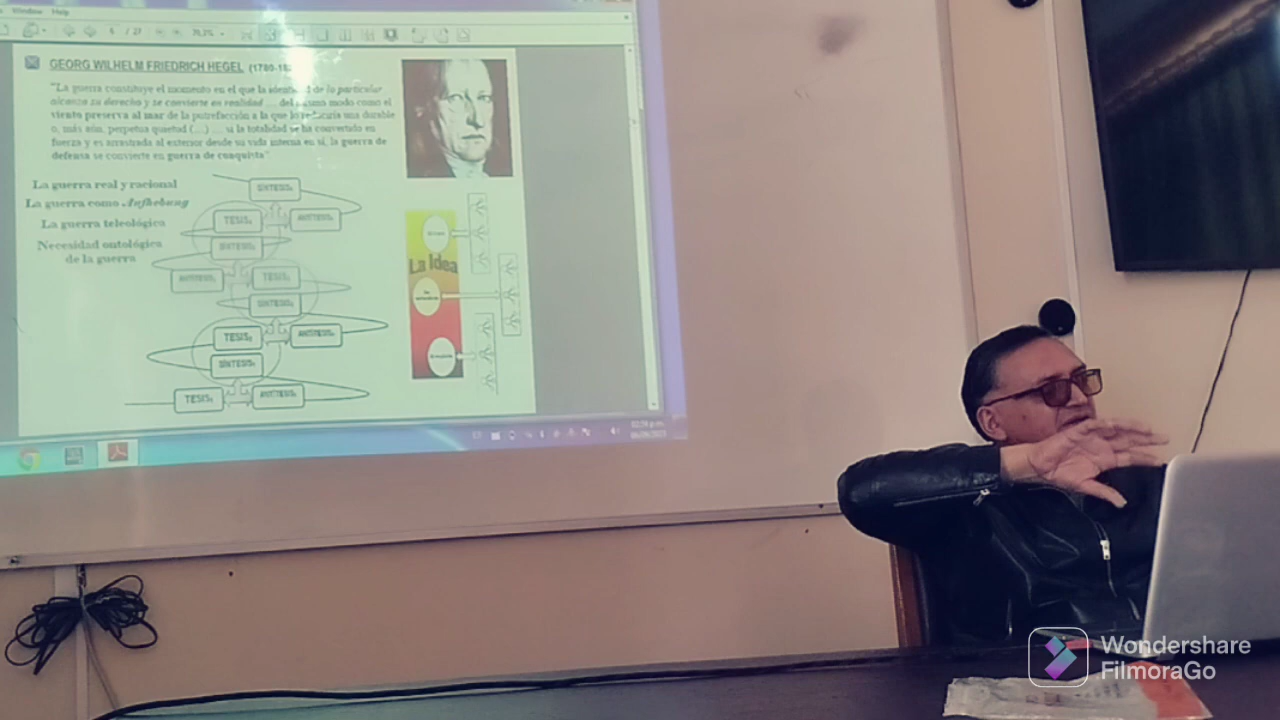 Window Help
6 / 27
GEORG WILHELM FRIEDRICH HEGEL (1780-18
"La guerra constituye el momento en el que la identidad de lo particular
alcanza su derecho y se convierte en realidad ... del mismo modo como el
viento preserva al mar de la putrefacción a la que lo reduciría una durable
o, más aún, perpetua quietud (...) ... si la totalidad se ha convertido en
fuerza y es arrastrada al exterior desde su vida interna en sí, la guerra de
defensa se convierte en guerra de conquista"
La guerra real y racional
La guerra como Aufhebung
La guerra teleológica
Necesidad ontológica
de la guerra
SÍNTESIS
TESIS
ANTÍTESIS
SÍNTESIS
ANTÍTESIS
TESIS
SÍNTESIS
TESIS
ANTÍTESIS
SÍNTESIS
TESIS
ANTÍTESIS
La Idea
Wondershare
FilmoraGo